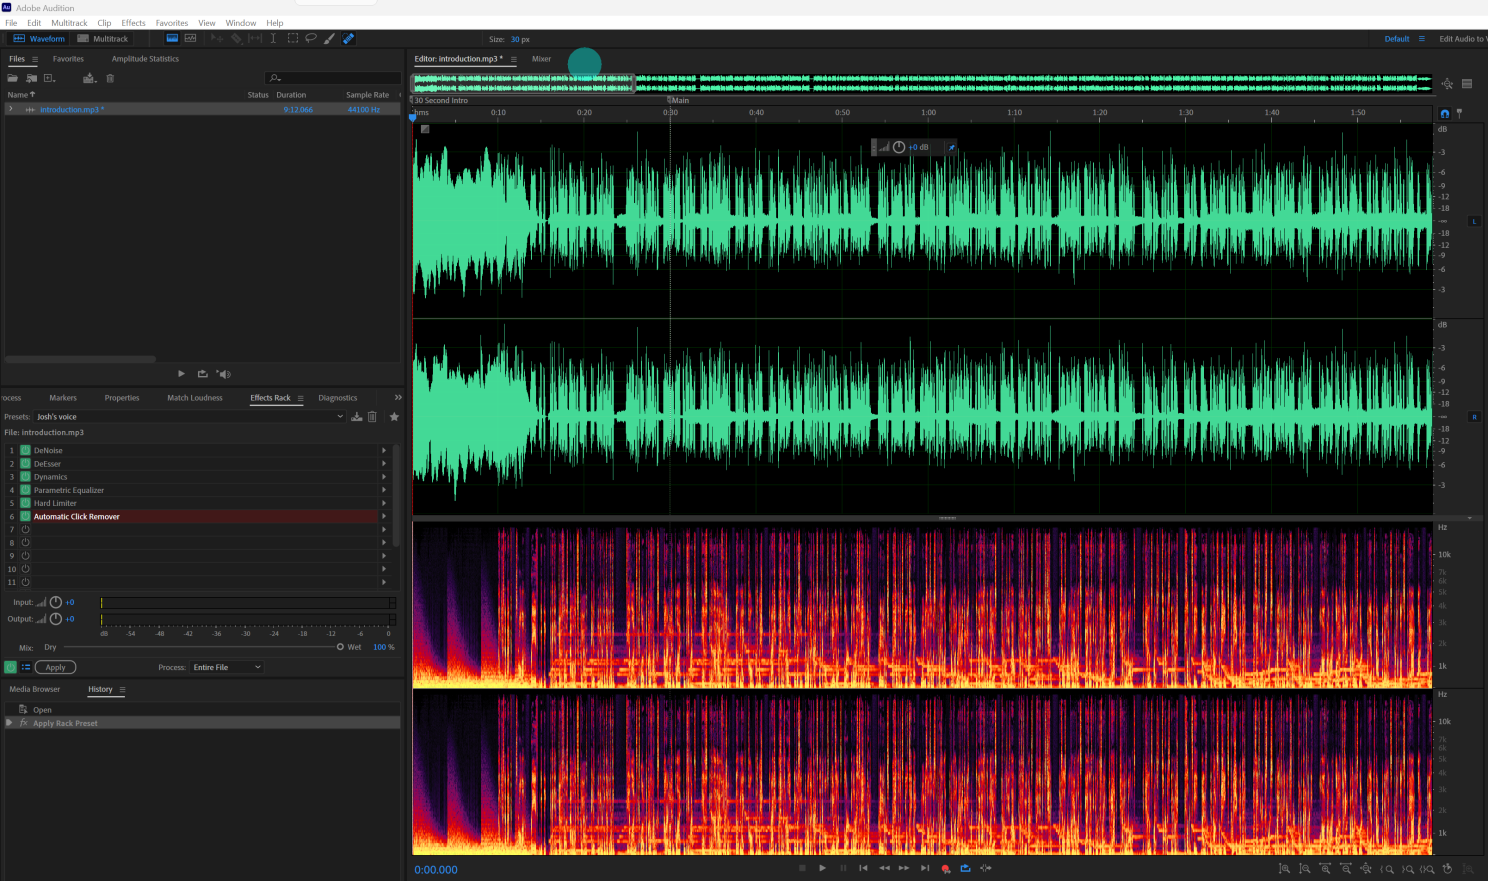 Au Adobe Audition
File Edit Multitrack Clip Effects Favorites View Window Help
Waveform Multitrack Size: 30 px Default Edit Audio to V
Files Favorites Amplitude Statistics
Name Status Duration Sample Rate
introduction.mp3 * 9:12.066 44100 Hz
Editor: introduction.mp3 * Mixer
30 Second Intro Main
hms 0:10 0:20 0:30 0:40 0:50 1:00 1:10 1:20 1:30 1:40 1:50
+0 dB
dB
-3
-6
-9
-12
-18
-∞
-18
-12
-9
-6
-3
L
dB
-3
-6
-9
-12
-18
-∞
-18
-12
-9
-6
-3
R
Hz
10k
7k
6k
5k
4k
3k
2k
1k
Hz
10k
7k
6k
5k
4k
3k
2k
1k
rocess Markers Properties Match Loudness Effects Rack Diagnostics
Presets: Josh's voice
File: introduction.mp3
1 DeNoise
2 DeEsser
3 Dynamics
4 Parametric Equalizer
5 Hard Limiter
6 Automatic Click Remover
7
8
9
10
11
Input: +0
Output: +0
dB -54 -48 -42 -36 -30 -24 -18 -12 -6 0
Mix: Dry Wet 100 %
Apply Process: Entire File
Media Browser History
Open
fx Apply Rack Preset
0:00.000